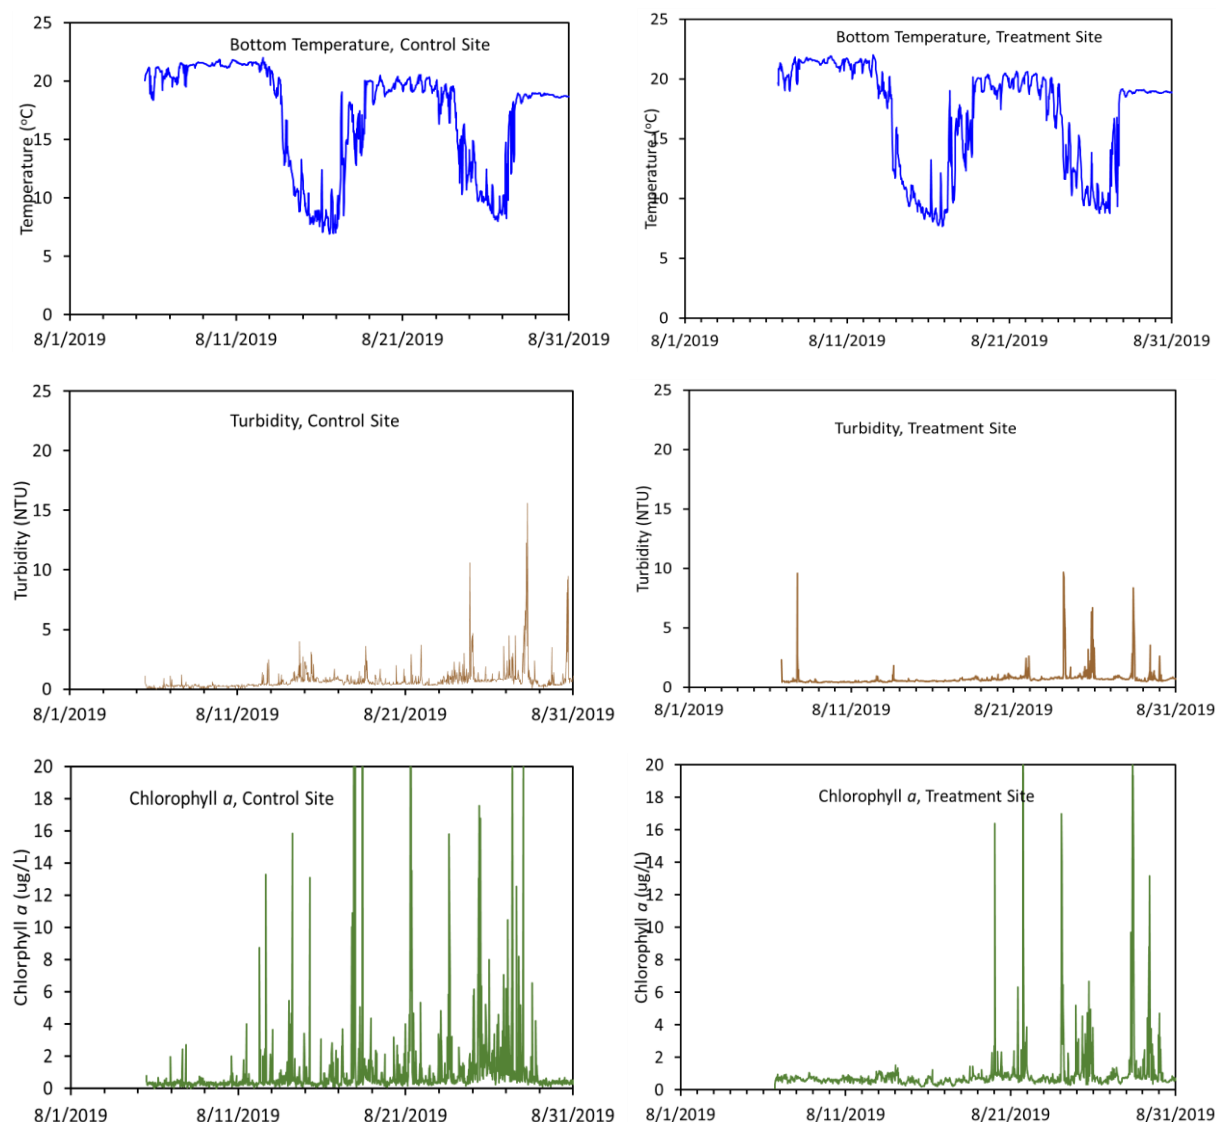 Bottom Temperature, Control Site
Temperature (°C)
25
20
15
10
5
0
8/1/2019 8/11/2019 8/21/2019 8/31/2019
Bottom Temperature, Treatment Site
Temperature (°C)
25
20
15
10
5
0
8/1/2019 8/11/2019 8/21/2019 8/31/2019
Turbidity, Control Site
Turbidity (NTU)
25
20
15
10
5
0
8/1/2019 8/11/2019 8/21/2019 8/31/2019
Turbidity, Treatment Site
Turbidity (NTU)
25
20
15
10
5
0
8/1/2019 8/11/2019 8/21/2019 8/31/2019
Chlorophyll a, Control Site
Chlorphyll a (ug/L)
20
18
16
14
12
10
8
6
4
2
0
8/1/2019 8/11/2019 8/21/2019 8/31/2019
Chlorophyll a, Treatment Site
Chlorophyll a (ug/L)
20
18
16
14
12
10
8
6
4
2
0
8/1/2019 8/11/2019 8/21/2019 8/31/2019